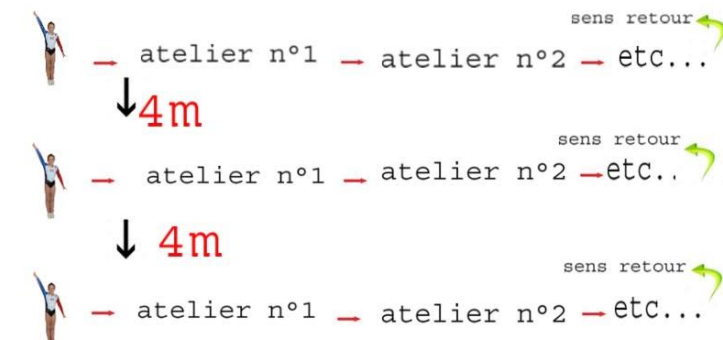 sens retour
atelier n°1 atelier n°2 etc...
4m
sens retour
atelier n°1 atelier n°2 etc..
4m
sens retour
atelier n°1 atelier n°2 etc...